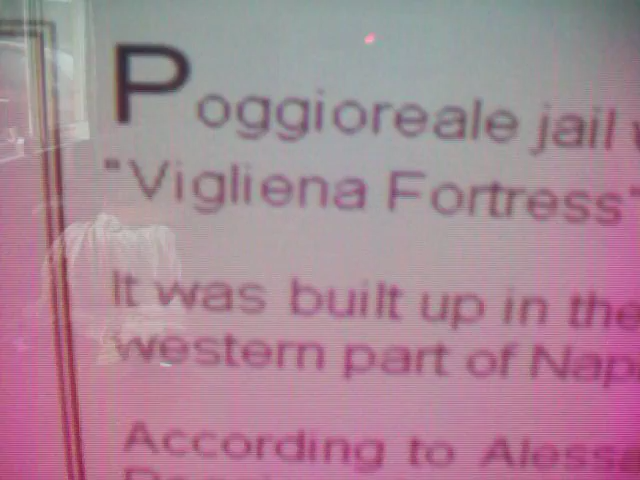 Poggioreale jail
"Vigliena Fortress"
It was built up in the
western part of
According to